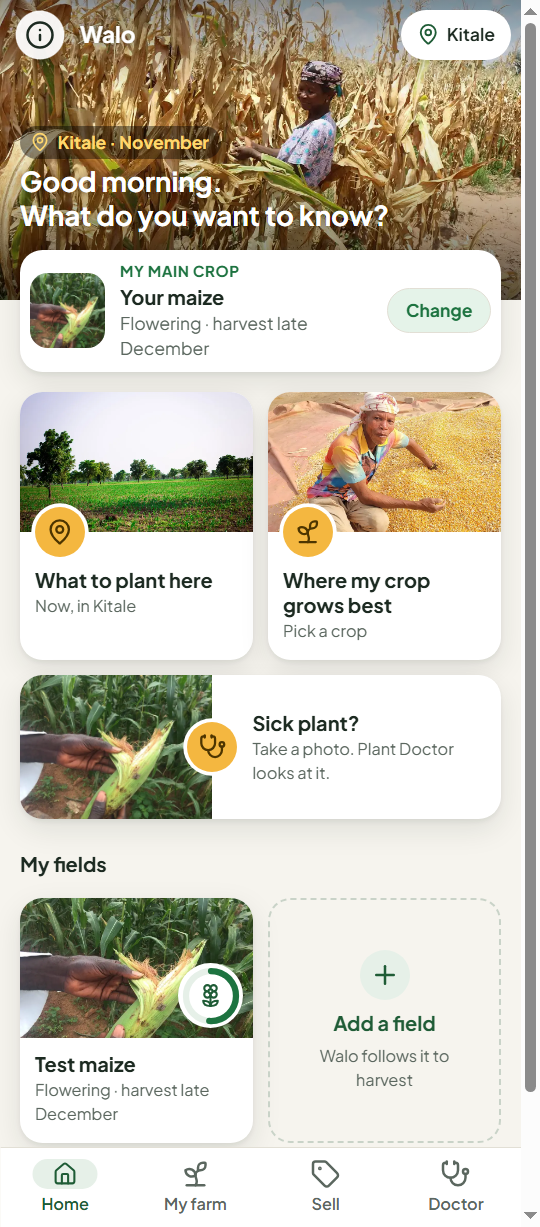 Walo
Kitale
Kitale · November
Good morning.
What do you want to know?
MY MAIN CROP
Your maize
Flowering · harvest late
December
Change
What to plant here
Now, in Kitale
Where my crop
grows best
Pick a crop
Sick plant?
Take a photo. Plant Doctor
looks at it.
My fields
Test maize
Flowering · harvest late
December
Add a field
Walo follows it to
harvest
Home
My farm
Sell
Doctor